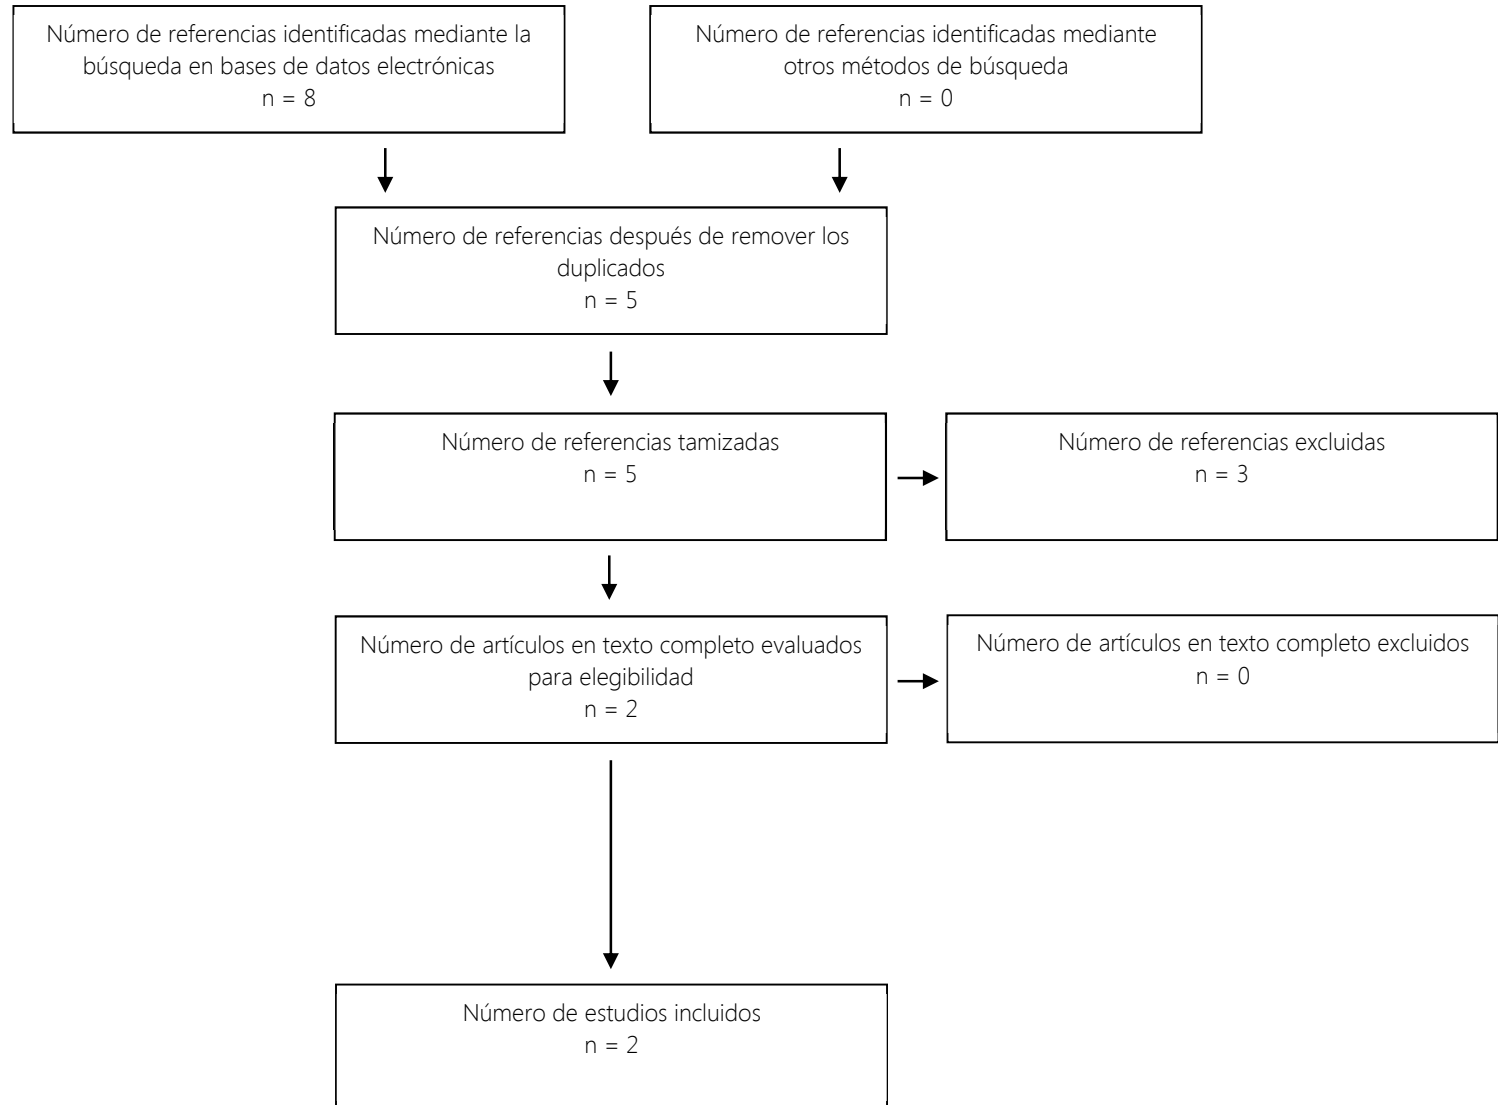 Número de referencias identificadas mediante la
búsqueda en bases de datos electrónicas
n = 8
Número de referencias identificadas mediante
otros métodos de búsqueda
n = 0
Número de referencias después de remover los
duplicados
n = 5
Número de referencias tamizadas
n = 5
Número de referencias excluidas
n = 3
Número de artículos en texto completo evaluados
para elegibilidad
n = 2
Número de artículos en texto completo excluidos
n = 0
Número de estudios incluidos
n = 2